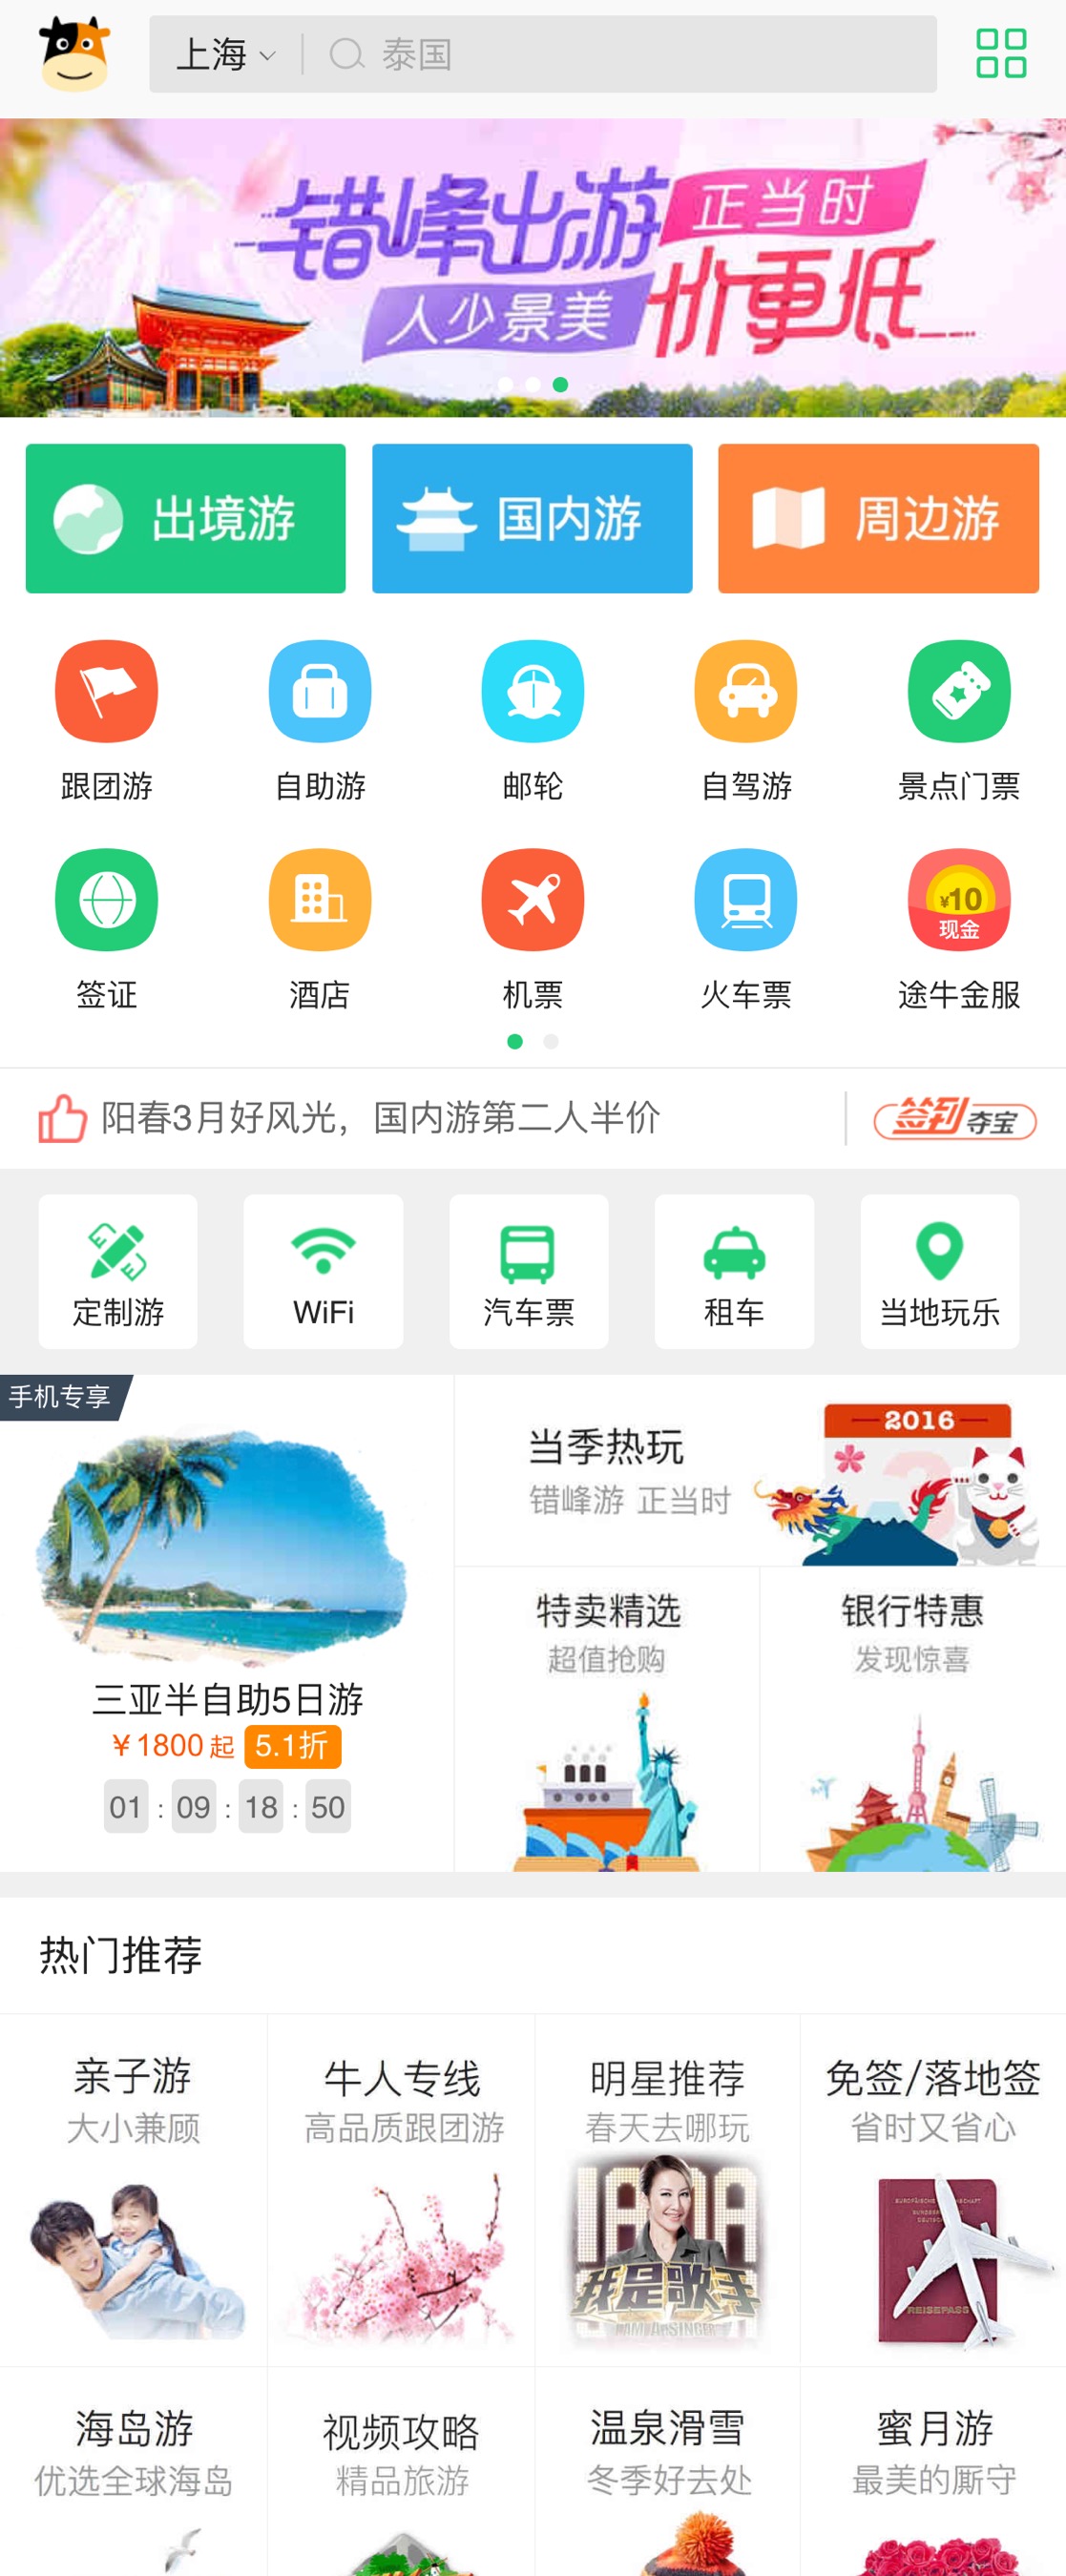 上海
泰国
错峰出游 正当时
人少景美 价更低
出境游
国内游
周边游
跟团游
自助游
邮轮
自驾游
景点门票
¥10
现金
签证
酒店
机票
火车票
途牛金服
阳春3月好风光，国内游第二人半价
签到夺宝
定制游
WiFi
汽车票
租车
当地玩乐
手机专享
三亚半自助5日游
￥1800起 5.1折
01 : 09 : 18 : 50
当季热玩
错峰游 正当时
2016
特卖精选
超值抢购
银行特惠
发现惊喜
热门推荐
亲子游
大小兼顾
牛人专线
高品质跟团游
明星推荐
春天去哪玩
我是歌手
免签/落地签
省时又省心
REISEPASS
海岛游
优选全球海岛
视频攻略
精品旅游
温泉滑雪
冬季好去处
蜜月游
最美的厮守